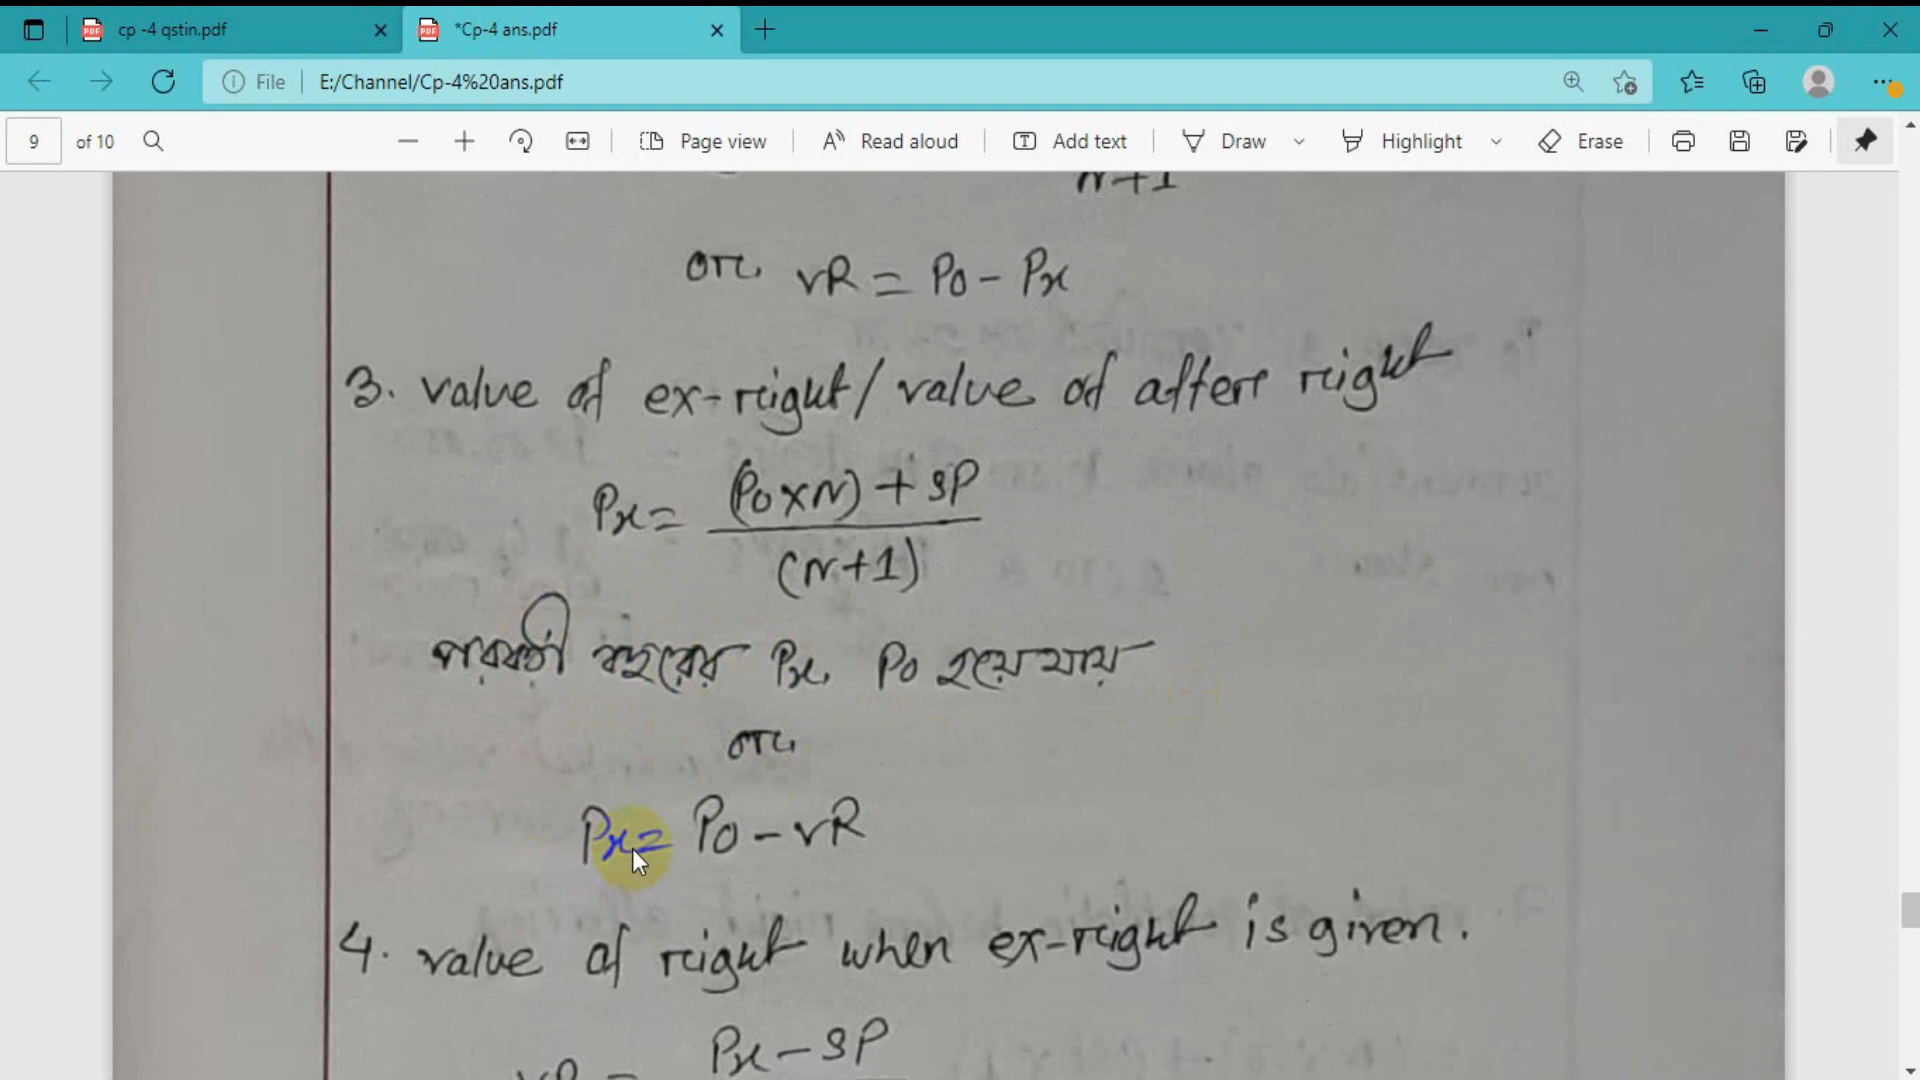 cp -4 qstin.pdf
*Cp-4 ans.pdf
File
E:/Channel/Cp-4%20ans.pdf
9 of 10
Page view
Read aloud
Add text
Draw
Highlight
Erase
N+1
or VR = P0 - Px
3. value of ex-right/value of after right
Px = (P0×N) + SP
(N+1)
পরবর্তী বছরের Px, P0 হয়ে যায়
or
Px = P0 - VR
4. value of right when ex-right is given.
Px - SP
VR =